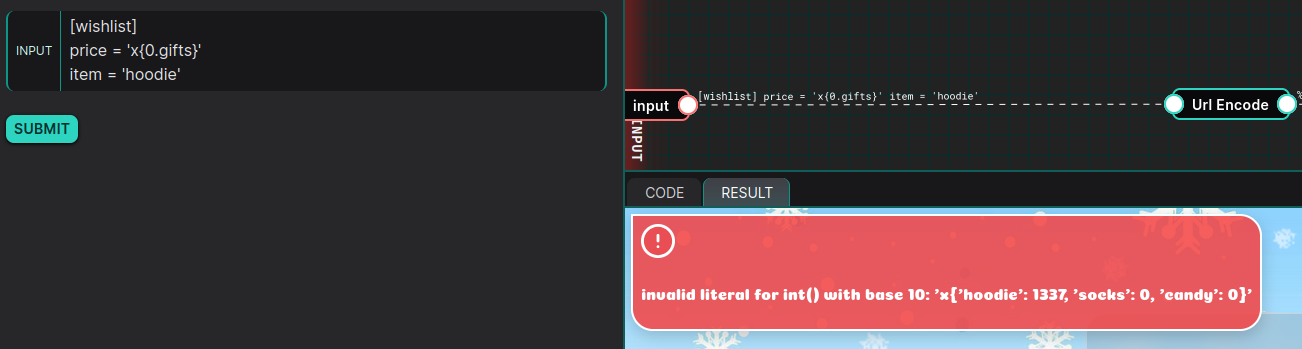 INPUT
[wishlist]
price = 'x{0.gifts}'
item = 'hoodie'
SUBMIT
input
[wishlist] price = 'x{0.gifts}' item = 'hoodie'
Url Encode
%
INPUT
CODE
RESULT
!
invalid literal for int() with base 10: 'x{'hoodie': 1337, 'socks': 0, 'candy': 0}'